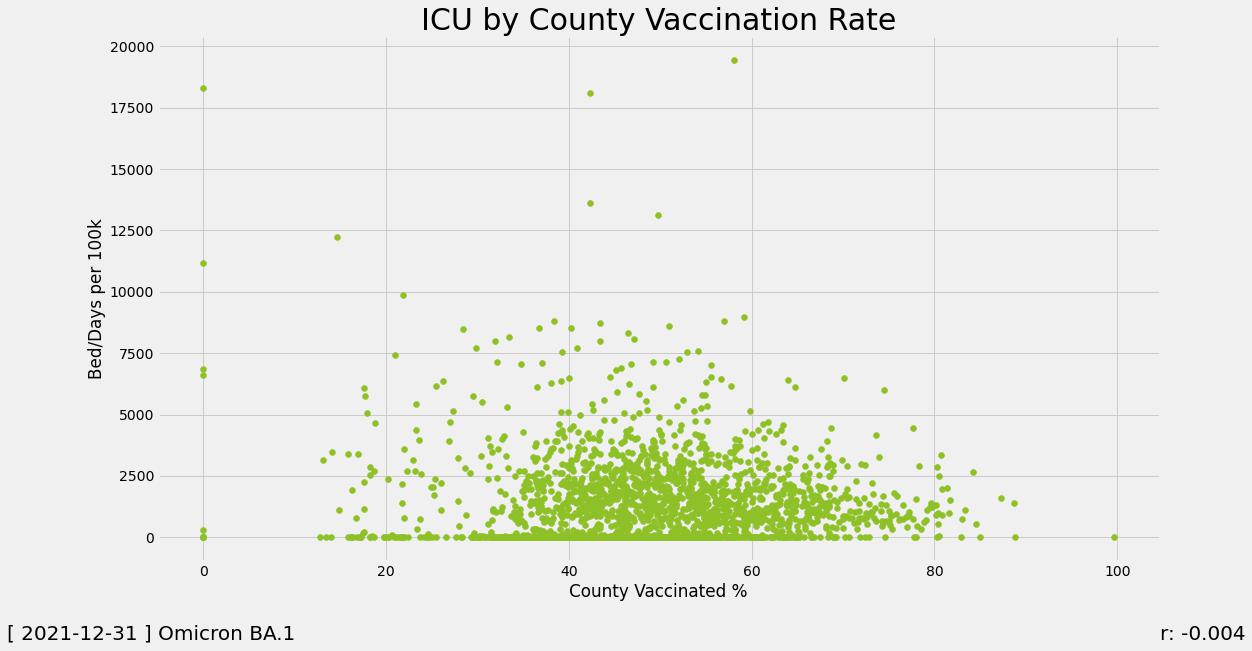 ICU by County Vaccination Rate
20000
17500
15000
12500
10000
7500
5000
2500
0
Bed/Days per 100k
0 20 40 60 80 100
County Vaccinated %
[ 2021-12-31 ] Omicron BA.1
r: -0.004